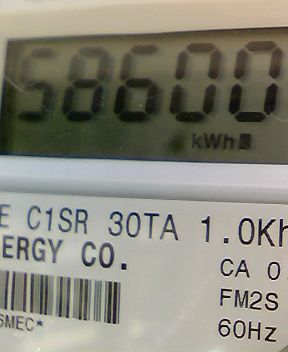 58600
kWh
E C1SR 30TA 1.0Kh
ERGY CO.
CA 0
FM2S
60Hz
SMEC*